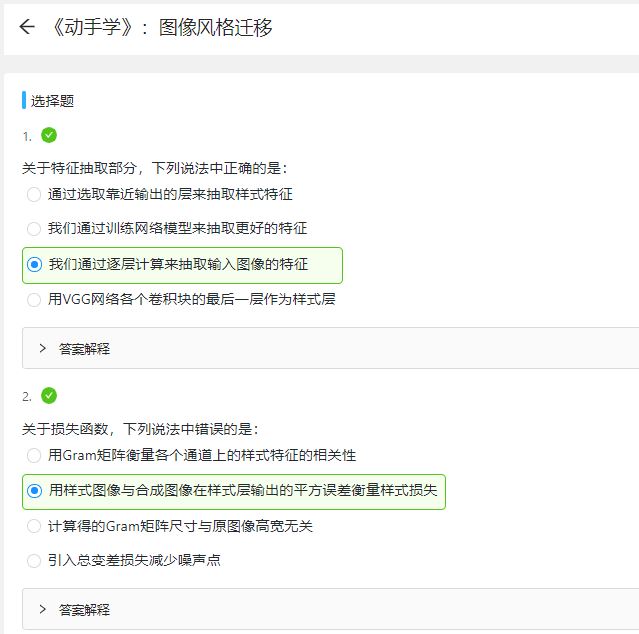 《动手学》：图像风格迁移
选择题
1.
关于特征抽取部分，下列说法中正确的是：
通过选取靠近输出的层来抽取样式特征
我们通过训练网络模型来抽取更好的特征
我们通过逐层计算来抽取输入图像的特征
用VGG网络各个卷积块的最后一层作为样式层
答案解释
2.
关于损失函数，下列说法中错误的是：
用Gram矩阵衡量各个通道上的样式特征的相关性
用样式图像与合成图像在样式层输出的平方误差衡量样式损失
计算得的Gram矩阵尺寸与原图像高宽无关
引入总变差损失减少噪声点
答案解释